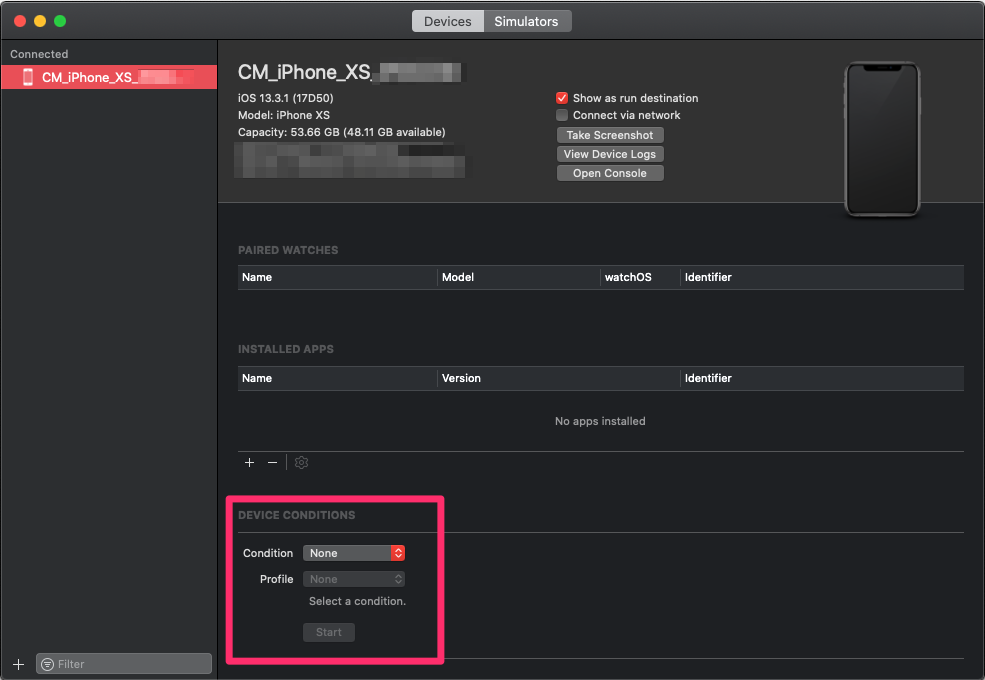 Devices Simulators
Connected
CM_iPhone_XS_
CM_iPhone_XS_
iOS 13.3.1 (17D50)
Model: iPhone XS
Capacity: 53.66 GB (48.11 GB available)
Show as run destination
Connect via network
Take Screenshot
View Device Logs
Open Console
PAIRED WATCHES
Name Model watchOS Identifier
INSTALLED APPS
Name Version Identifier
No apps installed
DEVICE CONDITIONS
Condition None
Profile None
Select a condition.
Start
Filter